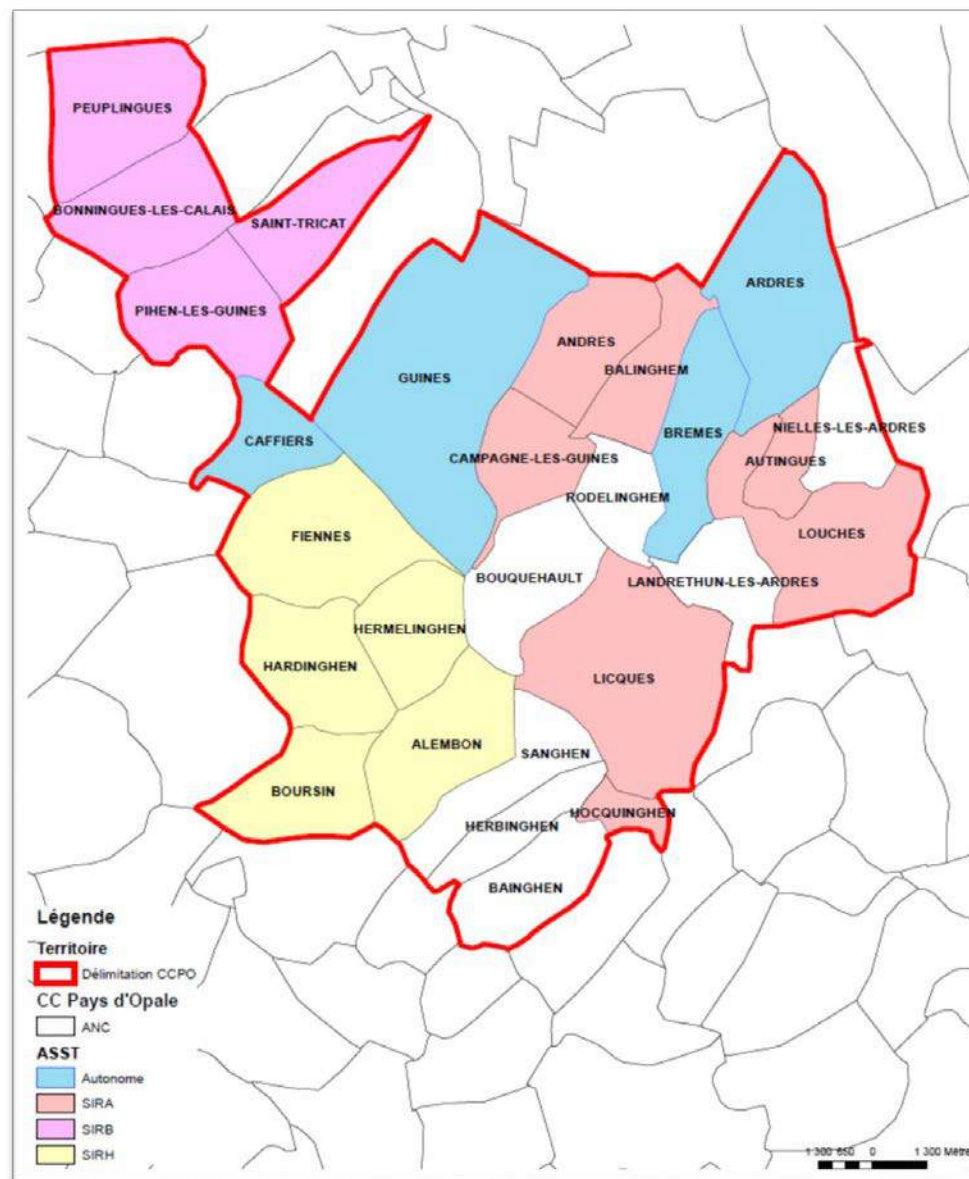 PEUPLINGUES
BONNINGUES-LES-CALAIS
SAINT-TRICAT
PIHEN-LES-GUINES
ARDRES
ANDRES
BALINGHEM
GUINES
NIELLES-LES-ARDRES
BREMES
CAFFIERS
CAMPAGNE-LES-GUINES
AUTINGUES
RODELINGHEM
LOUCHES
FIENNES
BOUQUEHAULT
LANDRETHUN-LES-ARDRES
HERMELINGHEN
HARDINGHEN
LICQUES
ALEMBON
SANGHEN
BOURSIN
HOCQUINGHEN
HERBINGHEN
BAINGHEN
Légende
Territoire
Délimitation CCPO
CC Pays d'Opale
ANC
ASST
Autonome
SIRA
SIRB
SIRH
1 300 650 0 1 300 Mètre